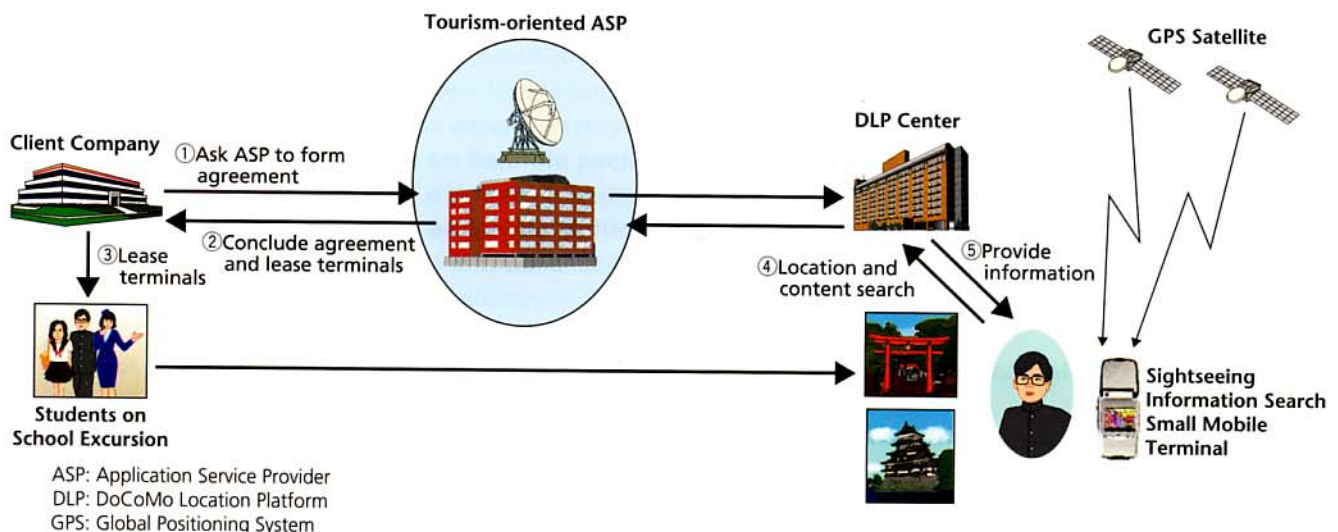 Tourism-oriented ASP
GPS Satellite
DLP Center
Client Company
①Ask ASP to form
agreement
②Conclude agreement
and lease terminals
③Lease
terminals
④Location and
content search
⑤Provide
information
Students on
School Excursion
Sightseeing
Information Search
Small Mobile
Terminal
ASP: Application Service Provider
DLP: DoCoMo Location Platform
GPS: Global Positioning System